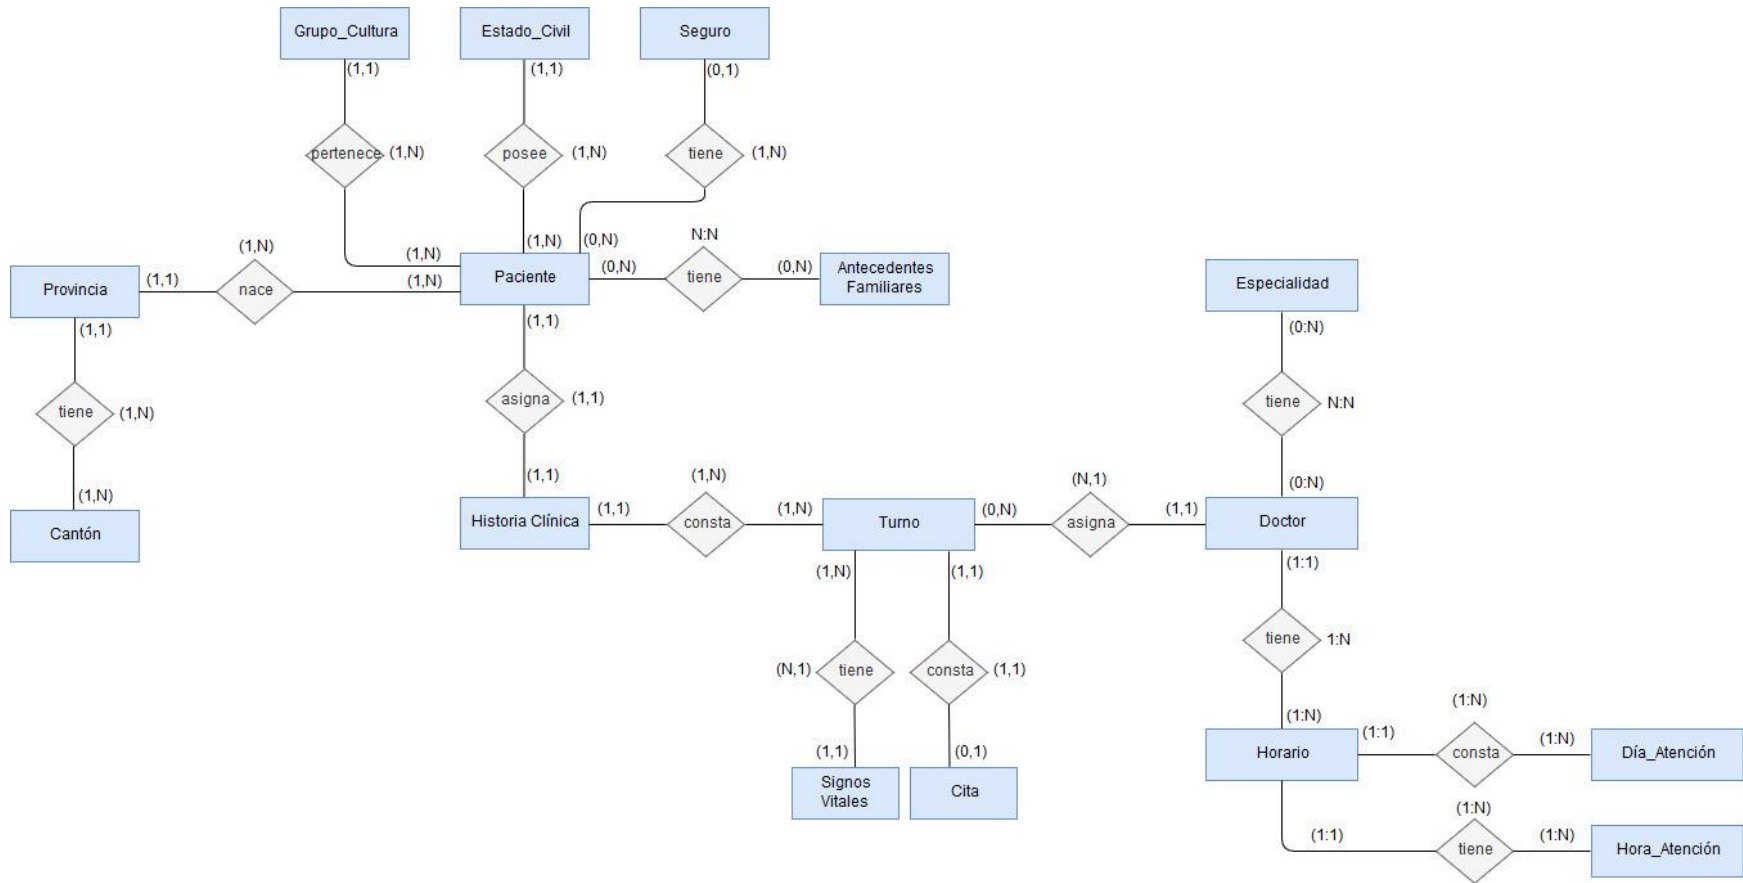 Grupo_Cultura
Estado_Civil
Seguro
(1,1)
(1,1)
(0,1)
pertenece
(1,N)
posee
(1,N)
tiene
(1,N)
(1,N)
(1,N)
(1,N)
(0,N)
N:N
Provincia
(1,1)
nace
(1,N)
Paciente
(0,N)
tiene
(0,N)
Antecedentes
Familiares
Especialidad
(1,1)
(1,1)
(0:N)
tiene
(1,N)
asigna
(1,1)
tiene
N:N
(1,N)
(1,1)
(1,N)
(N,1)
(0:N)
Cantón
Historia Clínica
(1,1)
consta
(1,N)
Turno
(0,N)
asigna
(1,1)
Doctor
(1,N)
(1,1)
(1:1)
(N,1)
tiene
consta
(1,1)
tiene
1:N
(1,1)
(0,1)
(1:N)
(1:N)
Signos
Vitales
Cita
Horario
(1:1)
consta
(1:N)
Día_Atención
(1:N)
(1:1)
tiene
(1:N)
Hora_Atención